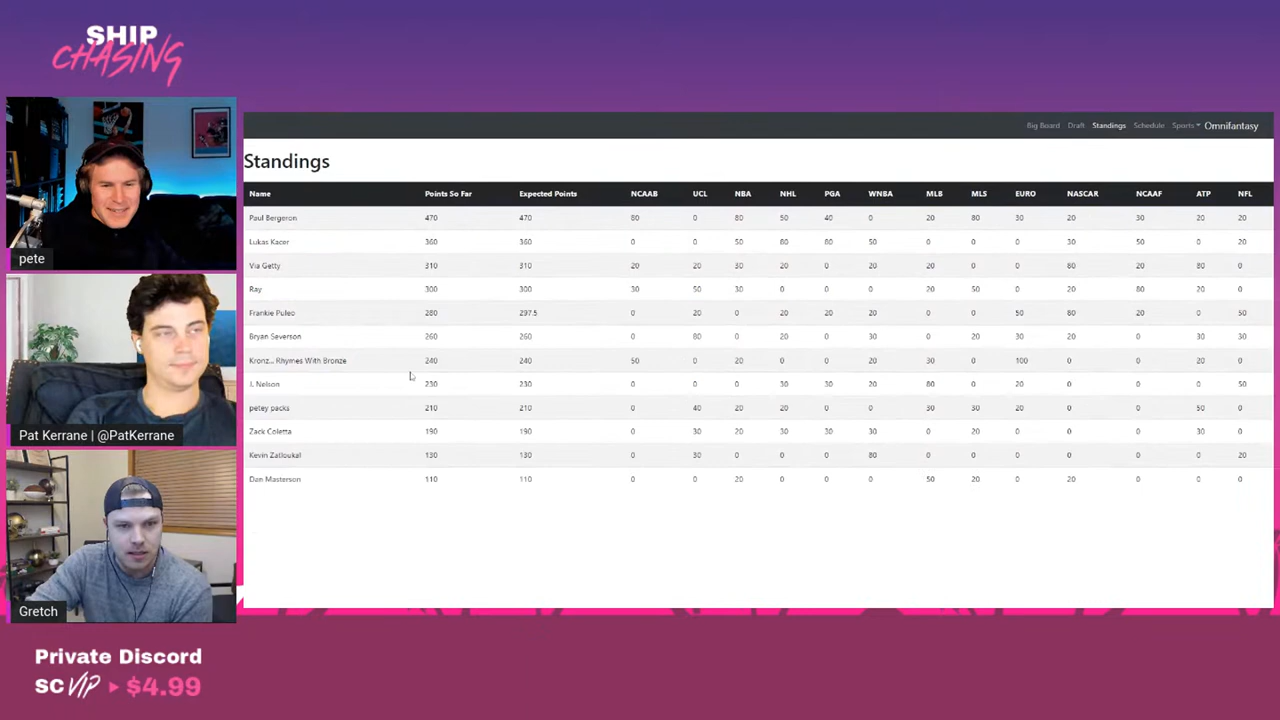 SHIP
CHASING
pete
Pat Kerrane | @PatKerrane
Gretch
Private Discord
SC VIP ▸ $4.99
Big Board Draft Standings Schedule Sports Omnifantasy
Standings
Name Points So Far Expected Points NCAAB UCL NBA NHL PGA WNBA MLB MLS EURO NASCAR NCAAF ATP NFL
Paul Bergeron 470 470 80 0 80 50 40 0 20 80 30 20 30 20 20
Lukas Kacer 360 360 0 0 50 80 80 50 0 0 0 30 50 0 20
Via Getty 310 310 20 20 30 20 0 20 20 0 0 80 20 80 0
Ray 300 300 30 50 30 0 0 0 20 50 0 20 80 20 0
Frankie Puleo 280 297.5 0 20 0 20 20 20 0 0 50 80 20 0 50
Bryan Severson 260 260 0 80 0 20 0 30 0 20 30 20 0 30 30
Kronz... Rhymes With Bronze 240 240 50 0 20 0 0 20 30 0 100 0 0 20 0
J. Nelson 230 230 0 0 0 30 30 20 80 0 20 0 0 0 50
petey packs 210 210 0 40 20 20 0 0 30 30 20 0 0 50 0
Zack Coletta 190 190 0 30 20 30 30 30 0 0 0 0 0 30 0
Kevin Zatloukal 130 130 0 30 0 0 0 80 0 0 0 0 0 0 20
Dan Masterson 110 110 0 0 20 0 0 0 50 20 0 20 0 0 0